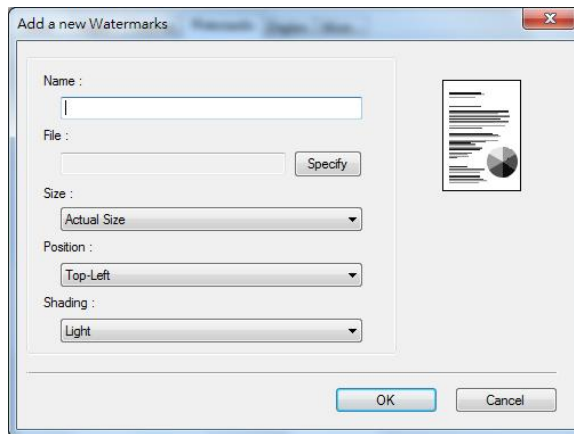 Add a new Watermarks
Name :
File :
Specify
Size :
Actual Size
Position :
Top-Left
Shading :
Light
OK
Cancel